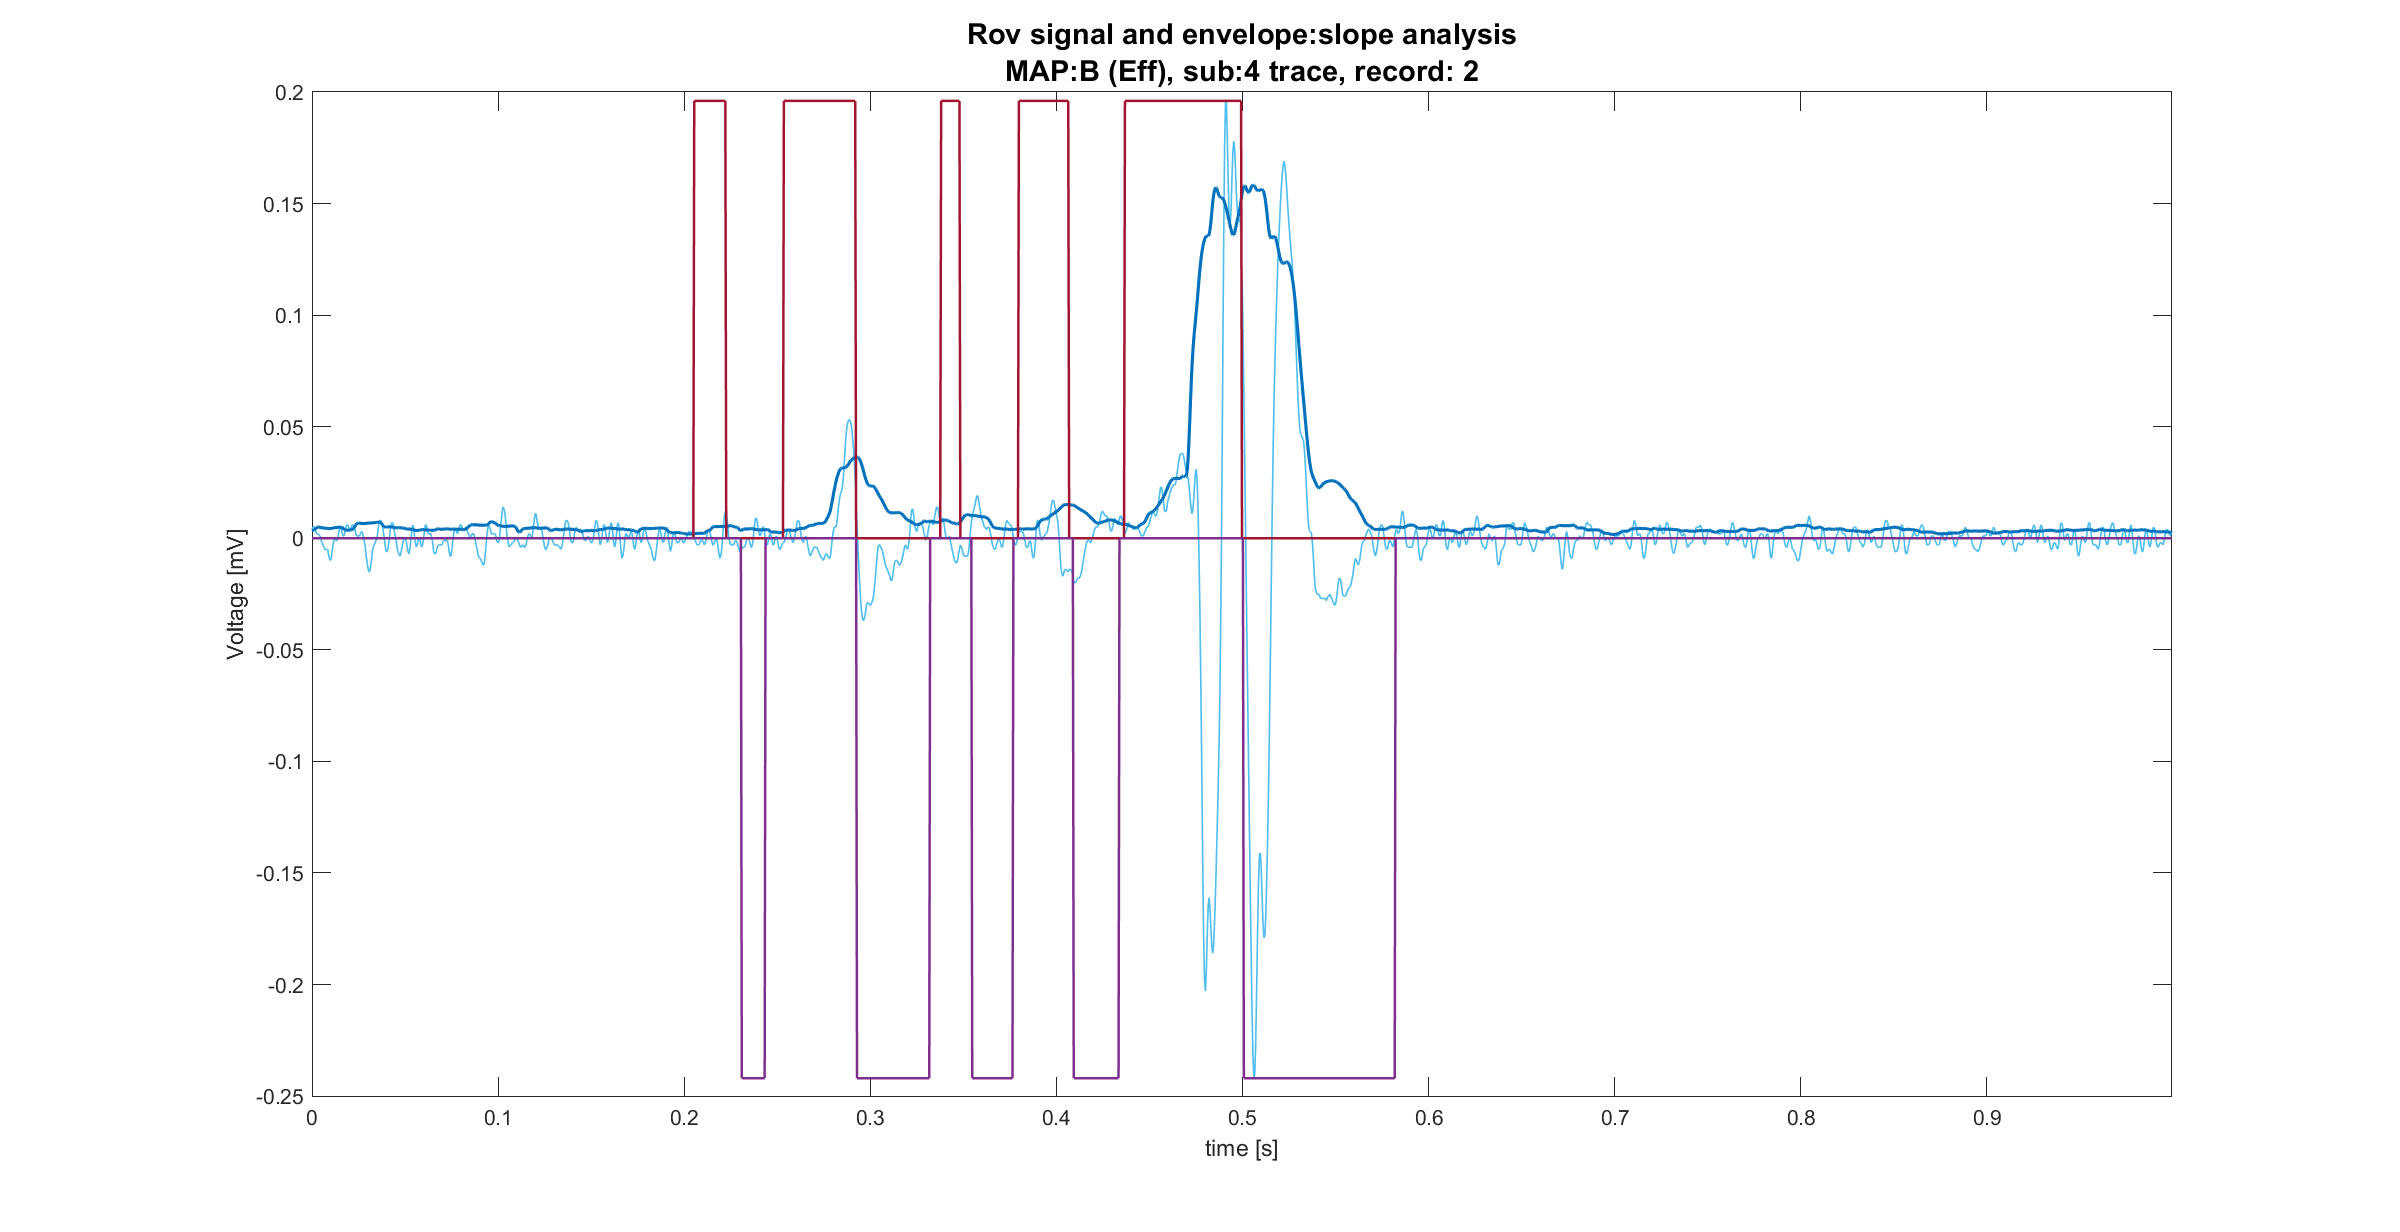 Rov signal and envelope:slope analysis
MAP:B (Eff), sub:4 trace, record: 2
0.2
0.15
0.1
0.05
0
-0.05
-0.1
-0.15
-0.2
-0.25
Voltage [mV]
0 0.1 0.2 0.3 0.4 0.5 0.6 0.7 0.8 0.9
time [s]